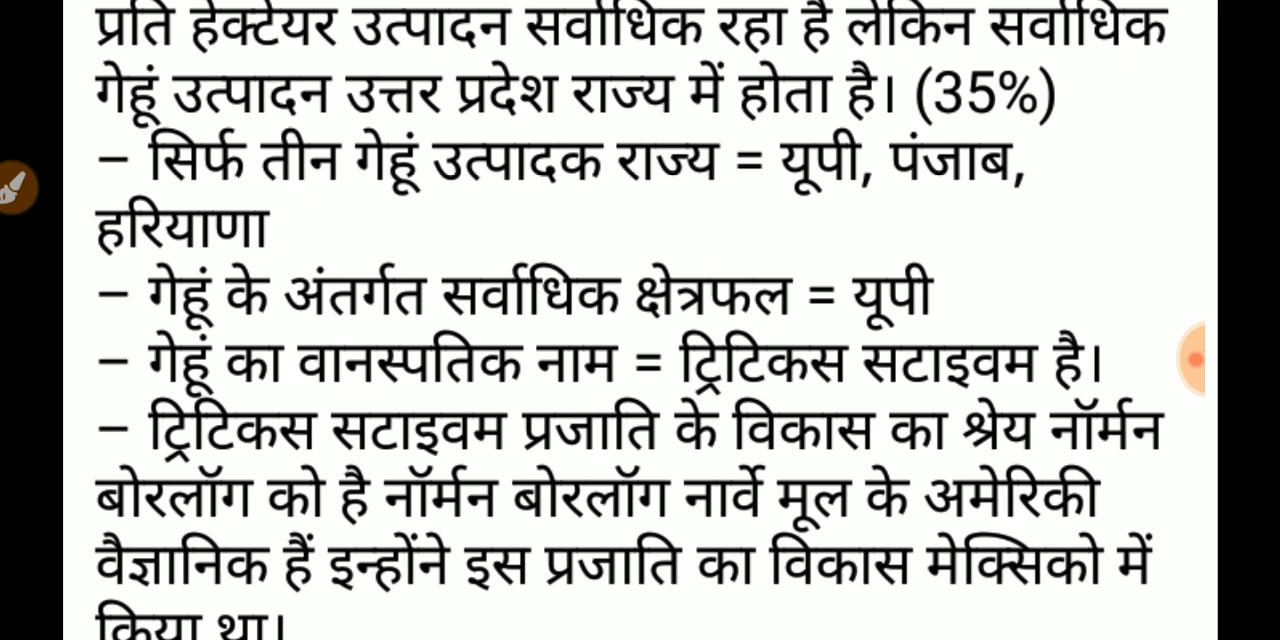 प्रति हेक्टेयर उत्पादन सर्वाधिक रहा है लेकिन सर्वाधिक
गेहूं उत्पादन उत्तर प्रदेश राज्य में होता है। (35%)
– सिर्फ तीन गेहूं उत्पादक राज्य = यूपी, पंजाब,
हरियाणा
– गेहूं के अंतर्गत सर्वाधिक क्षेत्रफल = यूपी
– गेहूं का वानस्पतिक नाम = ट्रिटिकस सटाइवम है।
– ट्रिटिकस सटाइवम प्रजाति के विकास का श्रेय नॉर्मन
बोरलॉग को है नॉर्मन बोरलॉग नार्वे मूल के अमेरिकी
वैज्ञानिक हैं इन्होंने इस प्रजाति का विकास मेक्सिको में
किया था।